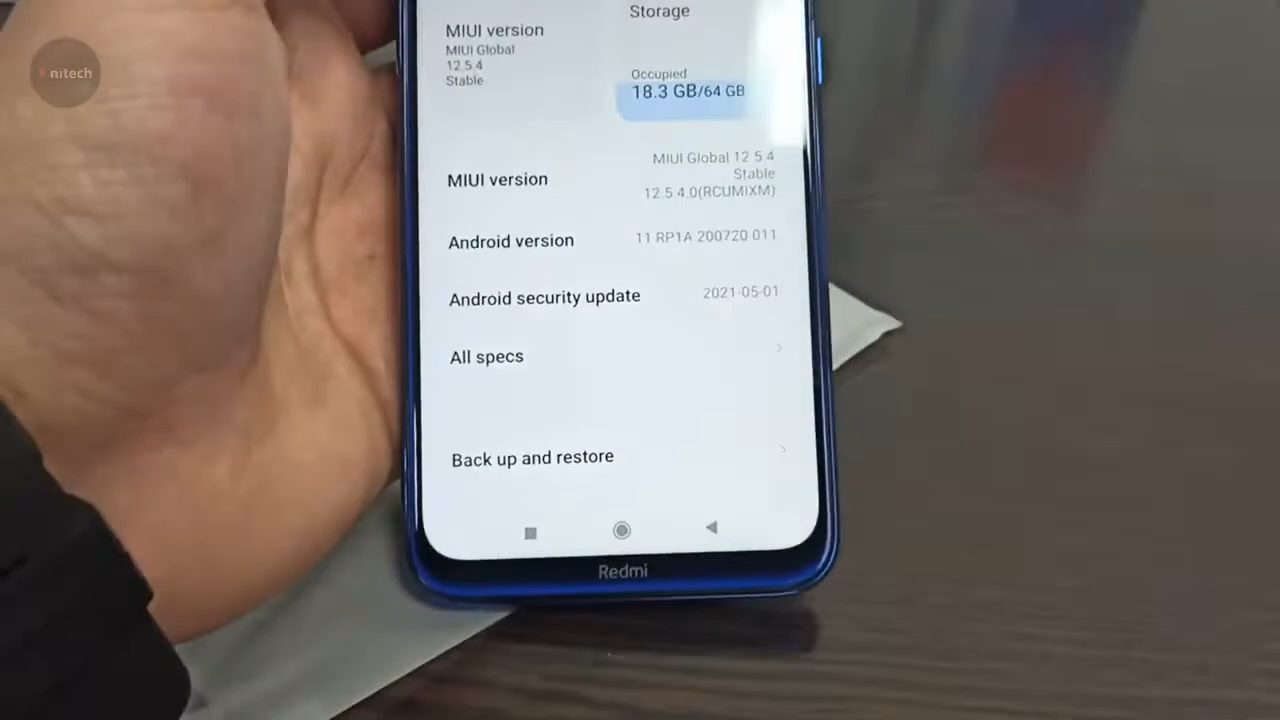 nitech
Storage
MIUI version
MIUI Global
12.5.4
Stable
Occupied
18.3 GB/64 GB
MIUI version
MIUI Global 12 5 4
Stable
12 5 4.0(RCUMIXM)
Android version
11 RP1A 200720 011
Android security update
2021-05-01
All specs
Back up and restore
Redmi